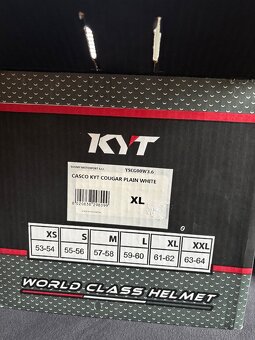 KYT
YSCG00W3.6
CASCO KYT COUGAR PLAIN WHITE
XL
XS S M L XL XXL
53-54 55-56 57-58 59-60 61-62 63-64
WORLD CLASS HELMET